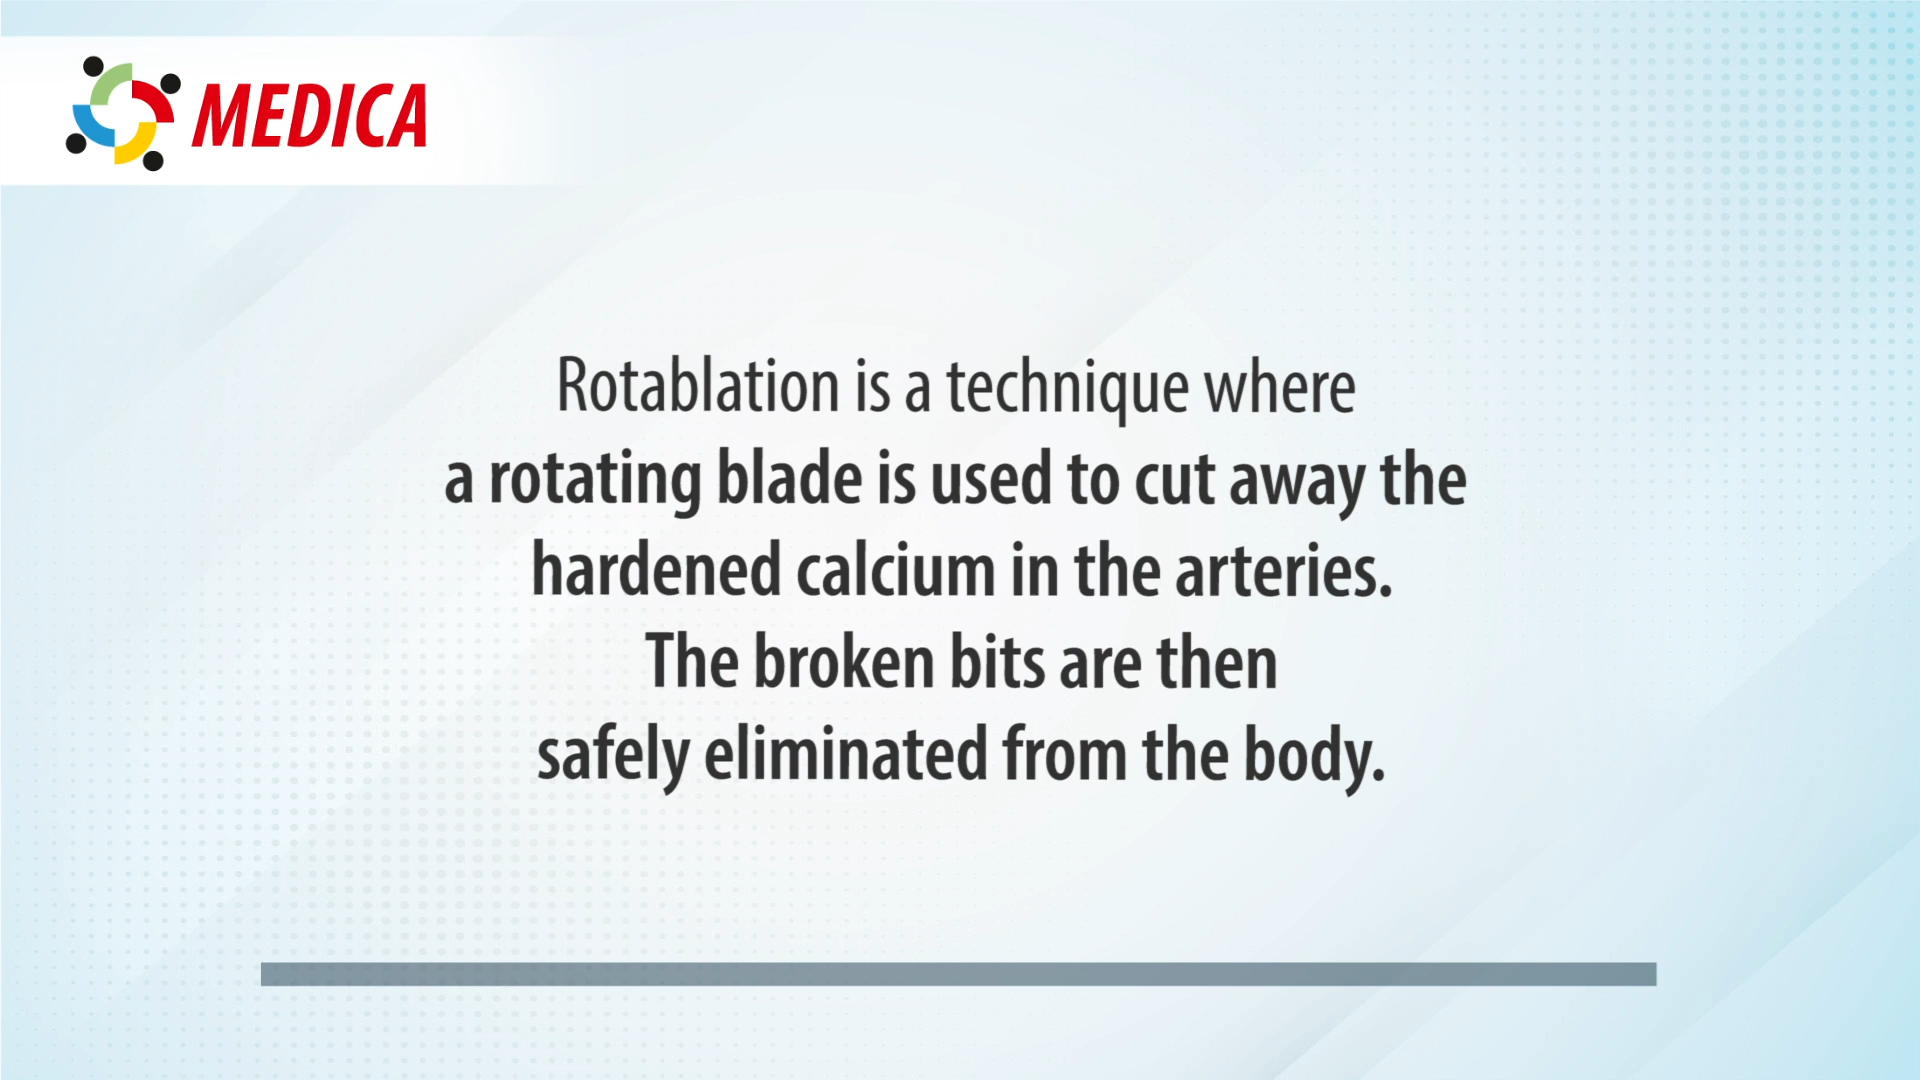 MEDICA
Rotablation is a technique where
a rotating blade is used to cut away the
hardened calcium in the arteries.
The broken bits are then
safely eliminated from the body.